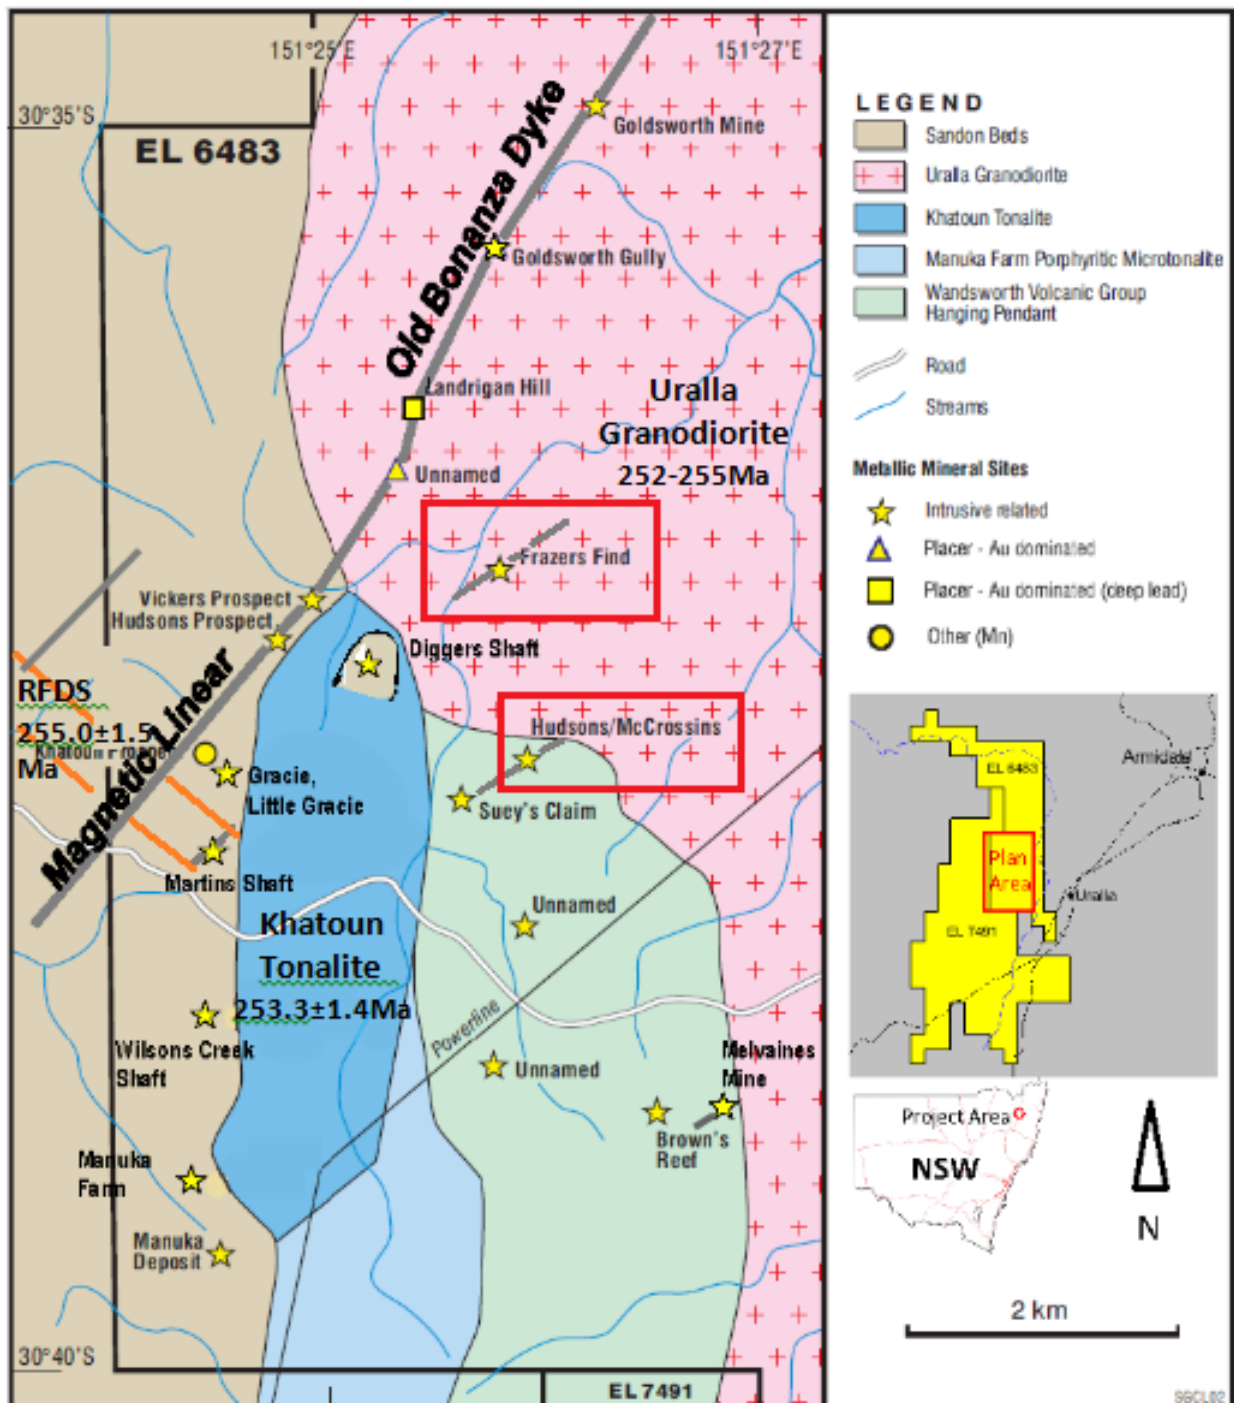 151°25'E
151°27'E
30°35'S
EL 6483
Goldsworth Mine
Old Bonanza Dyke
Goldsworth Gully
Landrigan Hill
Uralla
Granodiorite
252-255Ma
Unnamed
Frazers Find
Vickers Prospect
Hudsons Prospect
Diggers Shaft
RFDS
255.0±1.5
Ma
Magnetic Linear
Hudsons/McCrossins
Gracie,
Little Gracie
Suey's Claim
Martins Shaft
Unnamed
Khatoun
Tonalite
253.3±1.4Ma
Powerline
Wilsons Creek
Shaft
Unnamed
Melvaines
Mine
Brown's
Reef
Manuka
Farm
Manuka
Deposit
30°40'S
EL 7491
LEGEND
Sandon Beds
Uralla Granodiorite
Khatoun Tonalite
Manuka Farm Porphyritic Microtonalite
Wandsworth Volcanic Group
Hanging Pendant
Road
Streams
Metallic Mineral Sites
Intrusive related
Placer - Au dominated
Placer - Au dominated (deep lead)
Other (Mn)
EL 6483
Armidale
Plan
Area
Uralla
EL 7491
Project Area
NSW
N
2 km
SGCL02